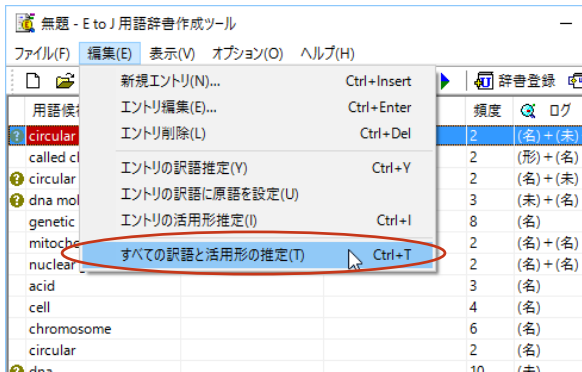 無題 - E to J 用語辞書作成ツール
ファイル(F) 編集(E) 表示(V) オプション(O) ヘルプ(H)
新規エントリ(N)... Ctrl+Insert
辞書登録
エントリ編集(E)... Ctrl+Enter
用語候 頻度 ログ
エントリ削除(L) Ctrl+Del
circular 2 (名)+(未)
called 2 (形)+(名)
エントリの訳語推定(Y) Ctrl+Y
circular 2 (名)+(未)
エントリの訳語に原語を設定(U)
dna mol 3 (未)+(名)
エントリの活用形推定(I) Ctrl+I
genetic 8 (名)
mitoch 2 (名)+(名)
すべての訳語と活用形の推定(T) Ctrl+T
nuclear 2 (名)+(名)
acid 3 (名)
cell 4 (名)
chromosome 6 (名)
circular 2 (名)
dna 10 (未)